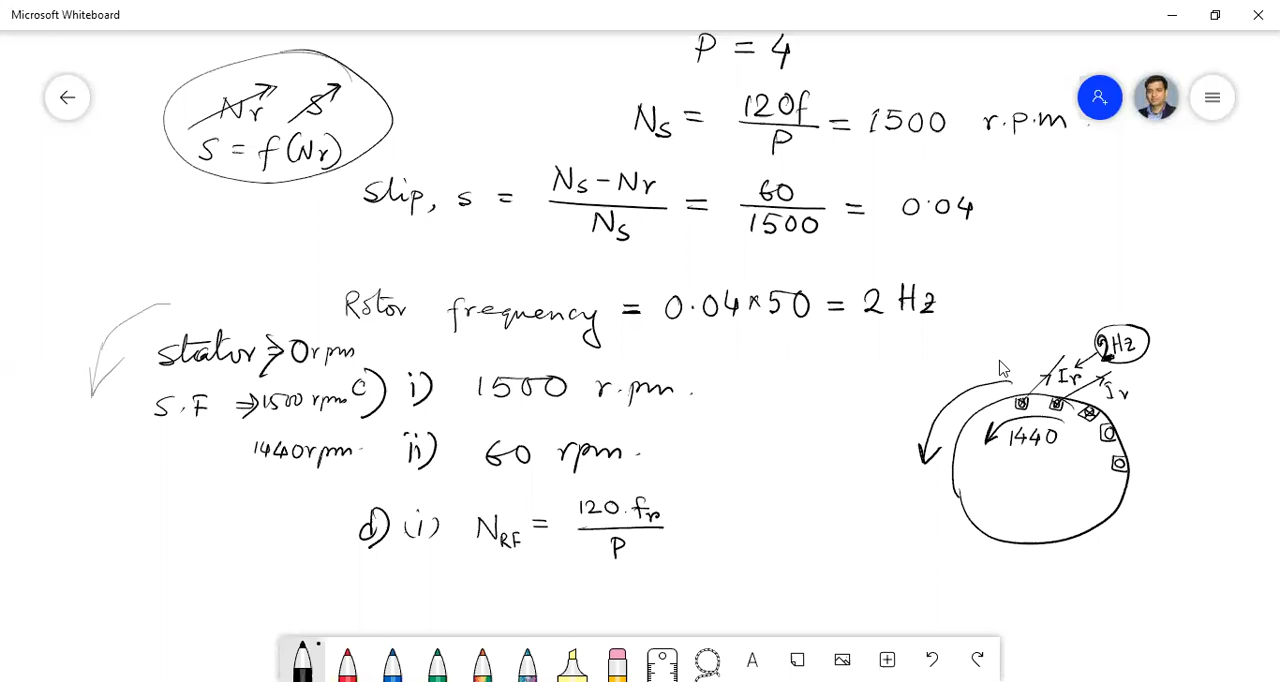 Microsoft Whiteboard
P = 4
Nr S
S = f(Nr)
Ns = 120f / P = 1500 r.p.m.
Slip, s = Ns - Nr / Ns = 60 / 1500 = 0.04
Rotor frequency = 0.04 × 50 = 2 Hz
Stator ⇒ 0 rpm
S.F ⇒ 1500 rpm c) i) 1500 r.pm.
1440 rpm. ii) 60 rpm.
d) (i) N_RF = 120.fr / P
2Hz
Ir
Ir
1440
A